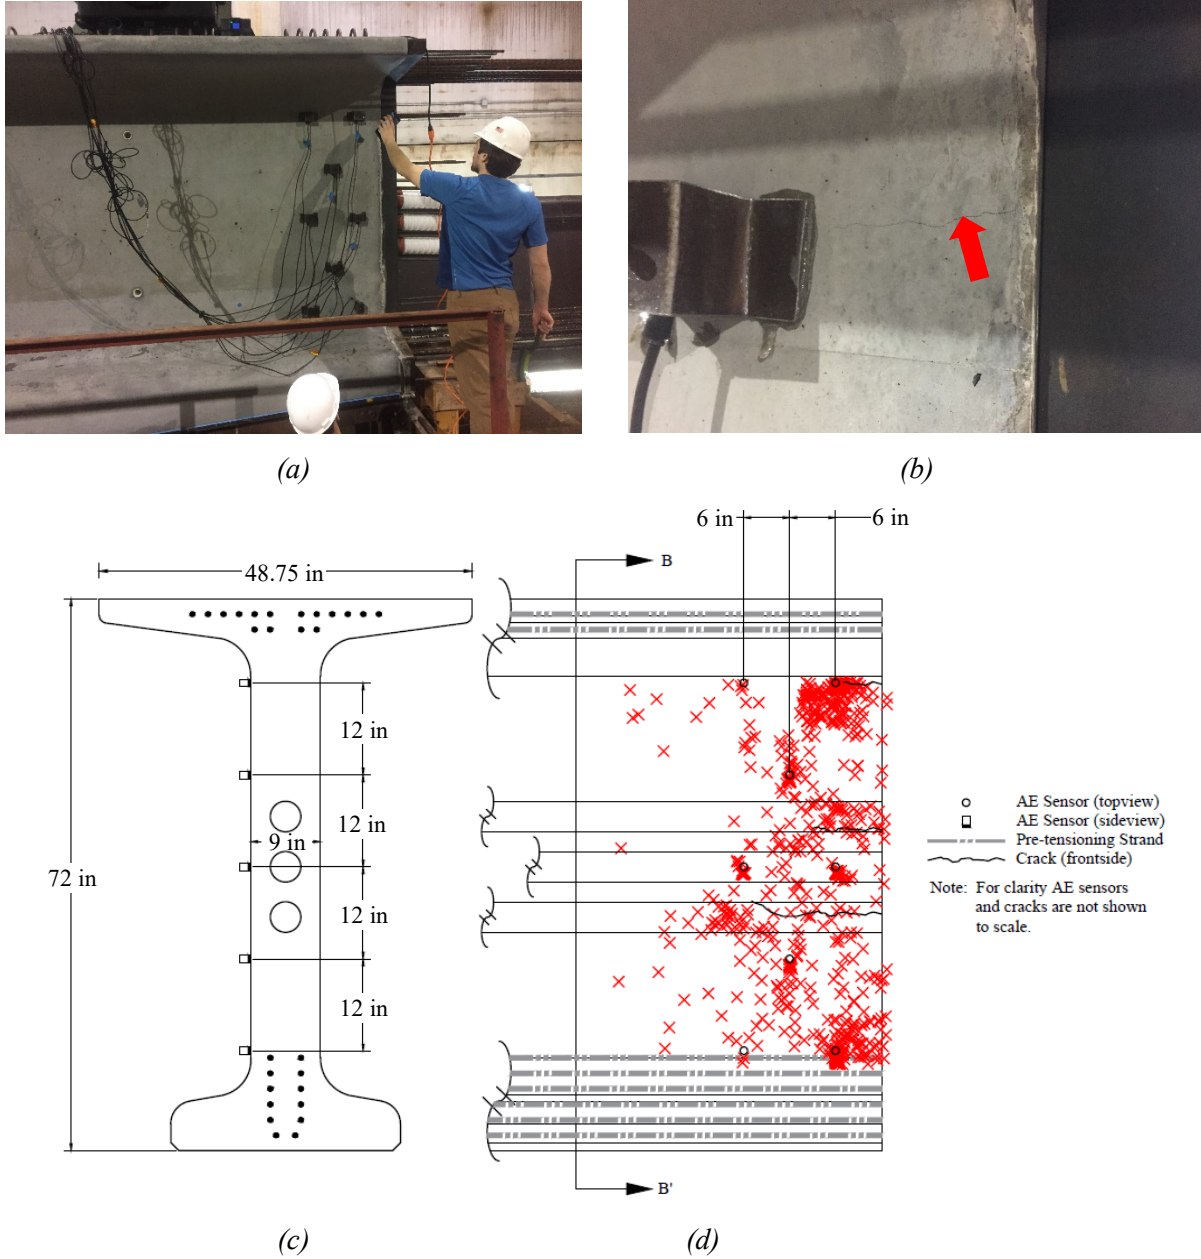 (a)
(b)
6 in
6 in
B
48.75 in
12 in
12 in
9 in
72 in
12 in
12 in
AE Sensor (topview)
AE Sensor (sideview)
Pre-tensioning Strand
Crack (frontside)
Note: For clarity AE sensors
and cracks are not shown
to scale.
B'
(c)
(d)